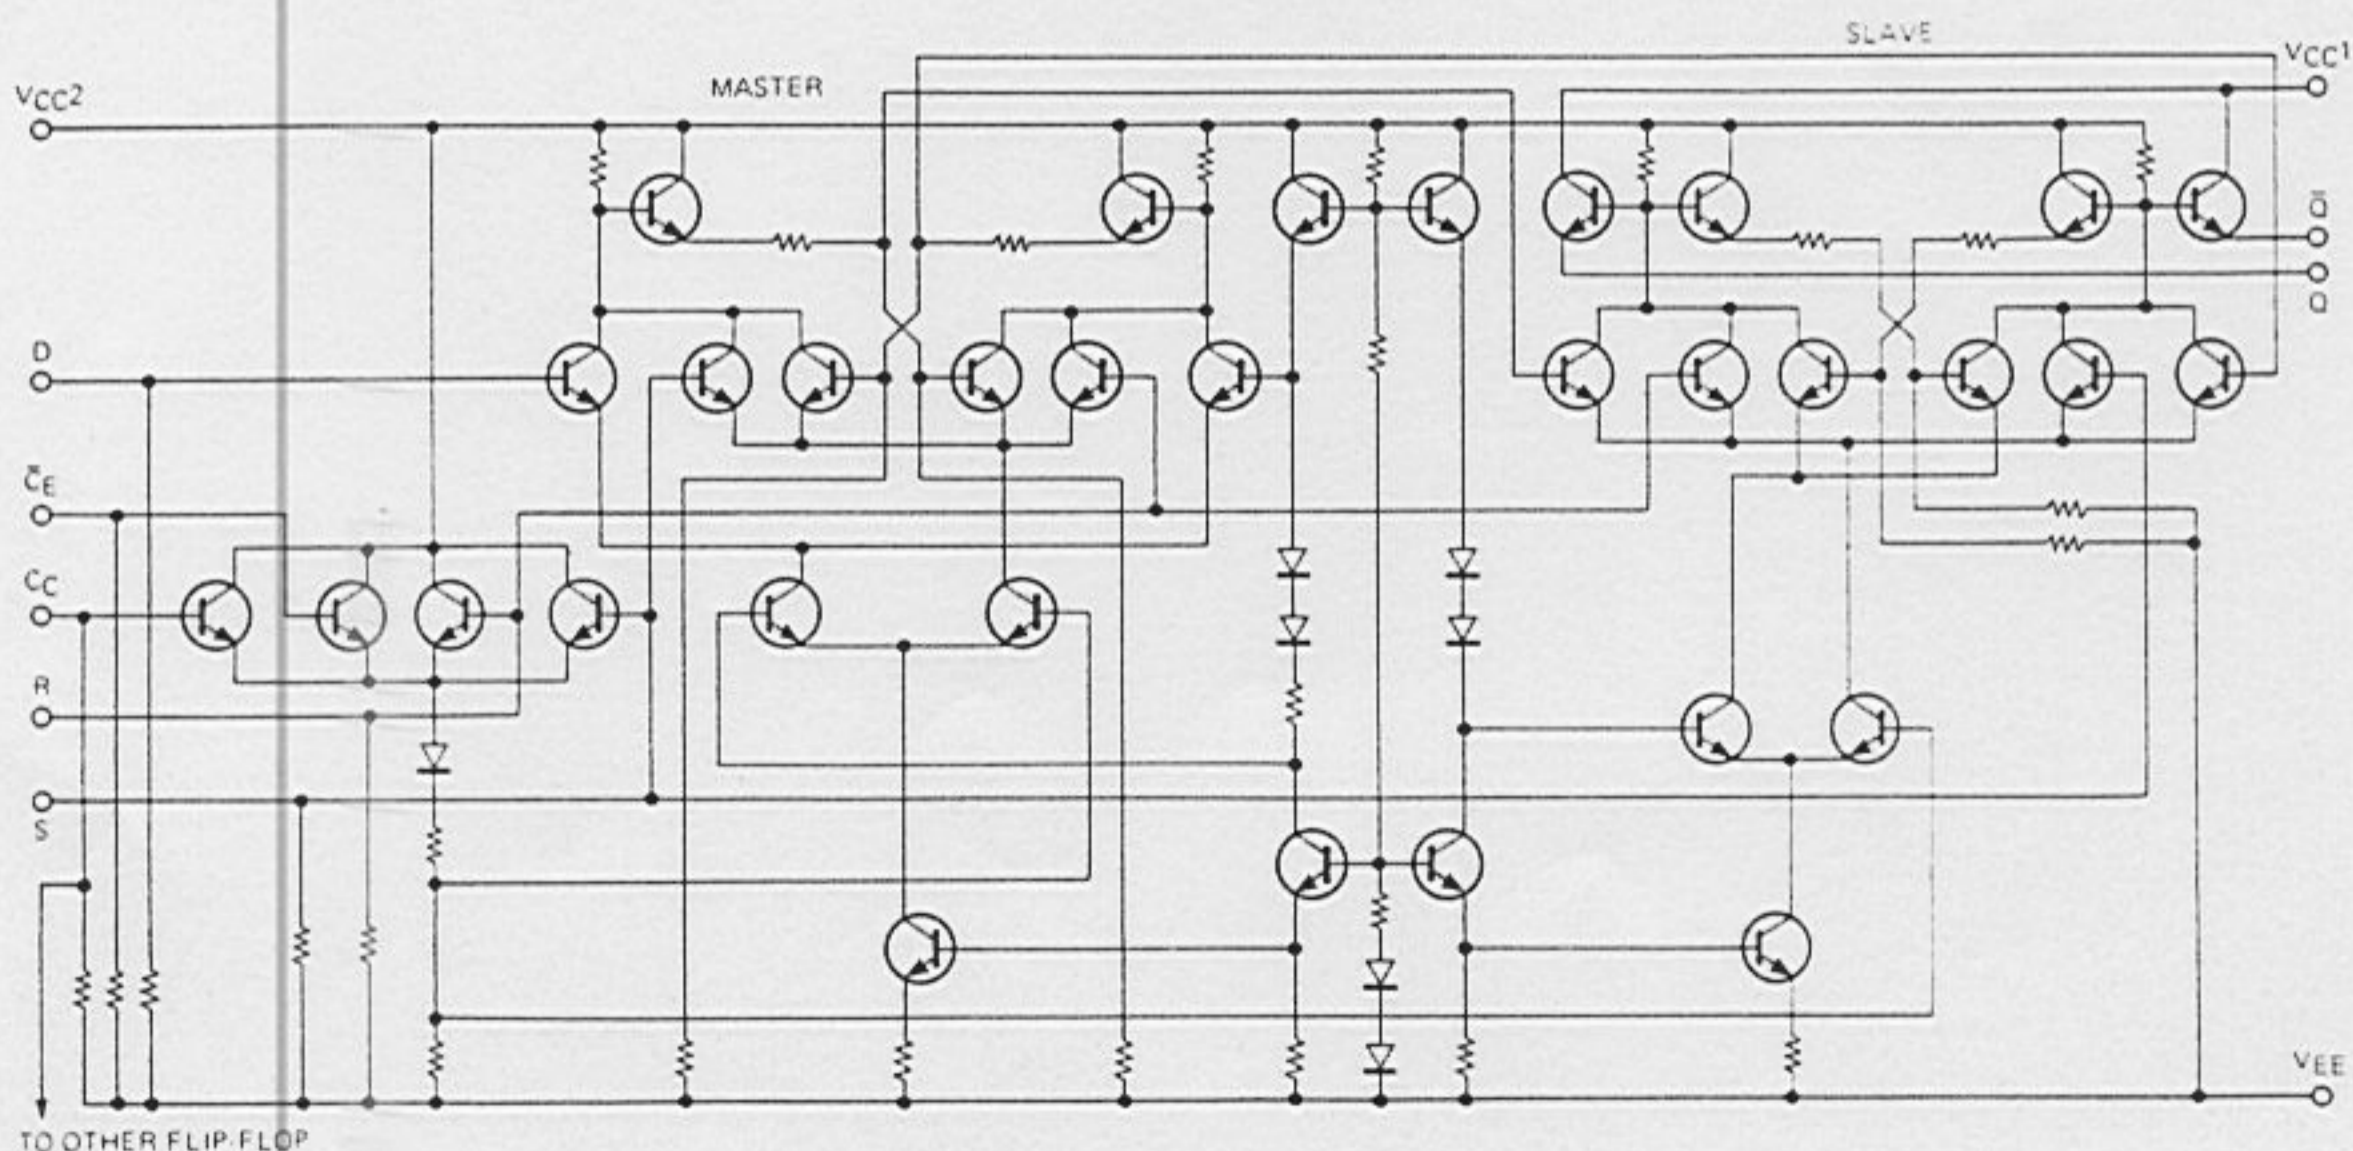 SLAVE
VCC1
MASTER
VCC2
Q̄
Q
D
C̄E
CC
R
S
VEE
TO OTHER FLIP-FLOP